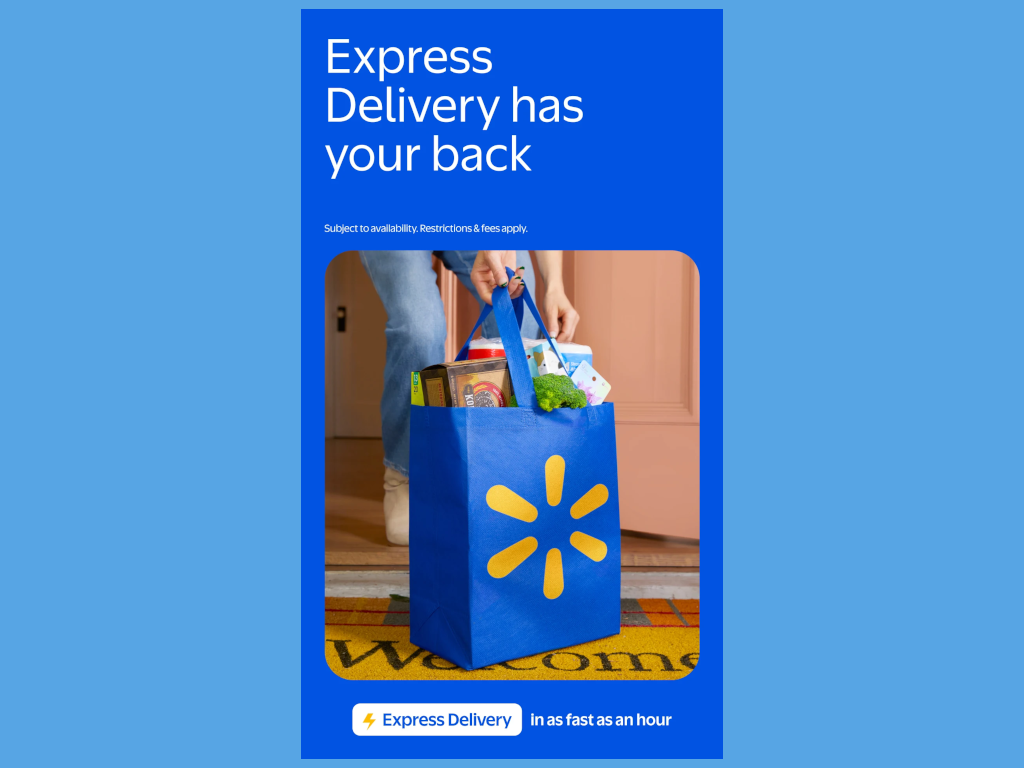 Express
Delivery has
your back
Subject to availability. Restrictions & fees apply.
Welcome
Express Delivery in as fast as an hour